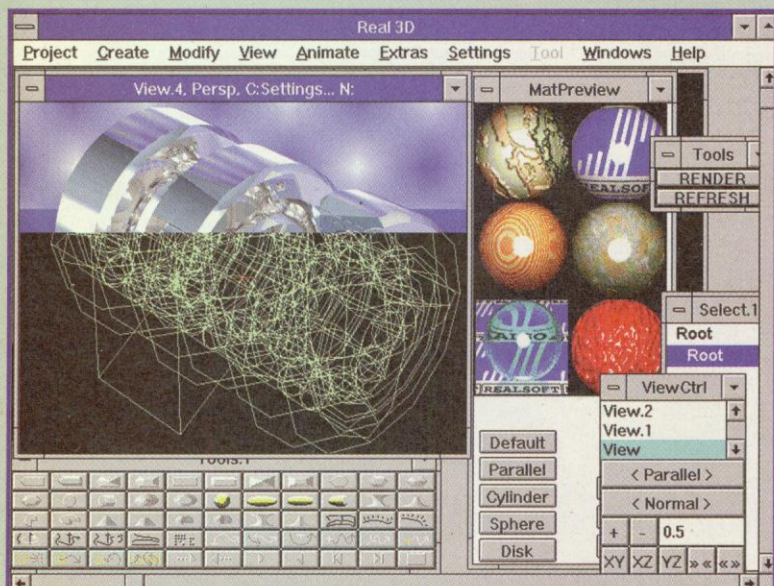 Real 3D
Project Create Modify View Animate Extras Settings Tool Windows Help
View.4, Persp, C:Settings... N:
MatPreview
REALSOF
Tools
RENDER
REFRESH
REALSOFT
Select.1
Root
Root
ViewCtrl
View.2
View.1
View
< Parallel >
< Normal >
+ - 0.5
XY XZ YZ » « « »
Default
Parallel
Cylinder
Sphere
Disk
Tools.1